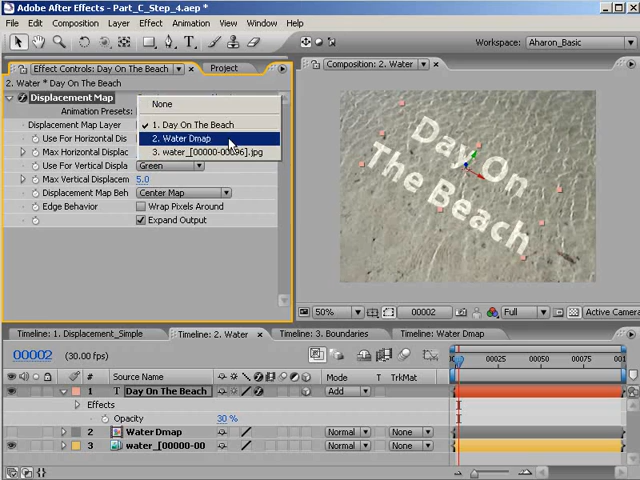 Adobe After Effects - Part_C_Step_4.aep *
File Edit Composition Layer Effect Animation View Window Help
Workspace: Aharon_Basic
Effect Controls: Day On The Beach
Project
Composition: 2. Water
2. Water * Day On The Beach
Displacement Map
Animation Presets
None
Displacement Map Layer
1. Day On The Beach
Use For Horizontal Dis
2. Water Dmap
Max Horizontal Displac
3. water_[00000-00096].jpg
Use For Vertical Displa
Green
Max Vertical Displacem
5.0
Displacement Map Beh
Center Map
Edge Behavior
Wrap Pixels Around
Expand Output
Day On
The Beach
50%
00002
Full
Active Camera
Timeline: 1. Displacement_Simple
Timeline: 2. Water
Timeline: 3. Boundaries
Timeline: Water Dmap
00002
(30.00 fps)
00025
00050
00075
# Source Name
Mode
T
TrkMat
1 T Day On The Beach
Add
Effects
Opacity
30 %
2 Water Dmap
Normal
None
3 water_[00000-00
Normal
None